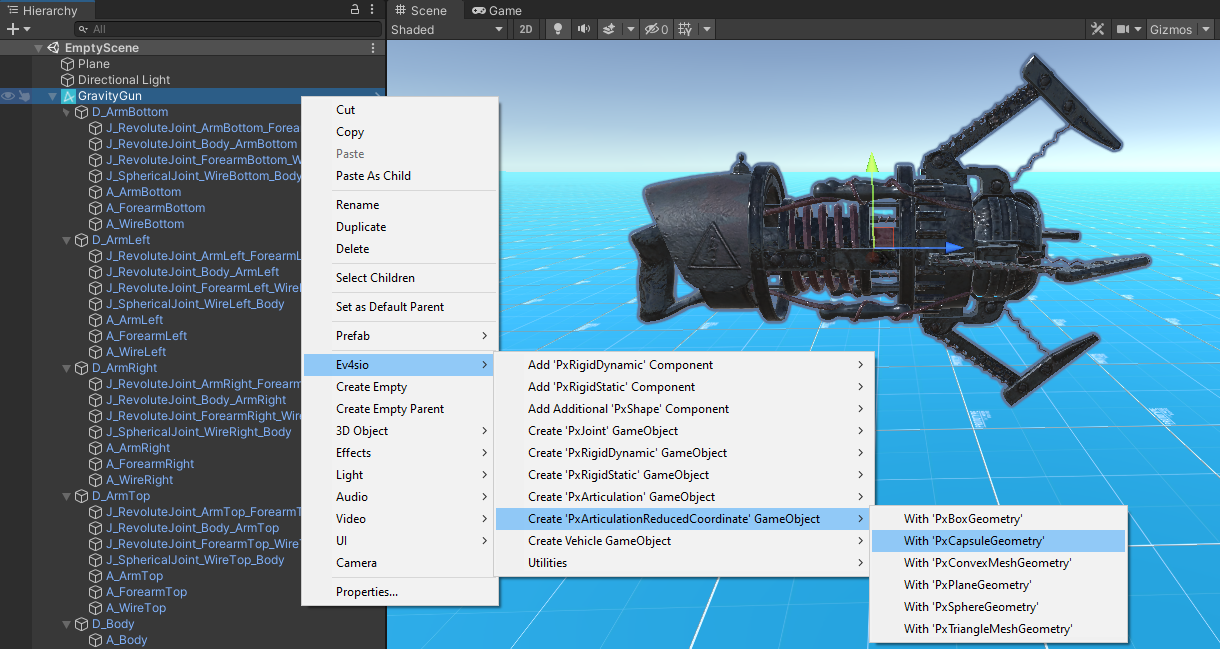 Hierarchy
All
EmptyScene
Plane
Directional Light
GravityGun
D_ArmBottom
J_RevoluteJoint_ArmBottom_Forea
J_RevoluteJoint_Body_ArmBottom
J_RevoluteJoint_ForearmBottom_W
J_SphericalJoint_WireBottom_Body
A_ArmBottom
A_ForearmBottom
A_WireBottom
D_ArmLeft
J_RevoluteJoint_ArmLeft_ForearmL
J_RevoluteJoint_Body_ArmLeft
J_RevoluteJoint_ForearmLeft_Wirel
J_SphericalJoint_WireLeft_Body
A_ArmLeft
A_ForearmLeft
A_WireLeft
D_ArmRight
J_RevoluteJoint_ArmRight_Forearm
J_RevoluteJoint_Body_ArmRight
J_RevoluteJoint_ForearmRight_Wire
J_SphericalJoint_WireRight_Body
A_ArmRight
A_ForearmRight
A_WireRight
D_ArmTop
J_RevoluteJoint_ArmTop_ForearmT
J_RevoluteJoint_Body_ArmTop
J_RevoluteJoint_ForearmTop_WireT
J_SphericalJoint_WireTop_Body
A_ArmTop
A_ForearmTop
A_WireTop
D_Body
A_Body
Scene
Game
Shaded
2D
0
Gizmos
Cut
Copy
Paste
Paste As Child
Rename
Duplicate
Delete
Select Children
Set as Default Parent
Prefab
Ev4sio
Create Empty
Create Empty Parent
3D Object
Effects
Light
Audio
Video
UI
Camera
Properties...
Add 'PxRigidDynamic' Component
Add 'PxRigidStatic' Component
Add Additional 'PxShape' Component
Create 'PxJoint' GameObject
Create 'PxRigidDynamic' GameObject
Create 'PxRigidStatic' GameObject
Create 'PxArticulation' GameObject
Create 'PxArticulationReducedCoordinate' GameObject
Create Vehicle GameObject
Utilities
With 'PxBoxGeometry'
With 'PxCapsuleGeometry'
With 'PxConvexMeshGeometry'
With 'PxPlaneGeometry'
With 'PxSphereGeometry'
With 'PxTriangleMeshGeometry'